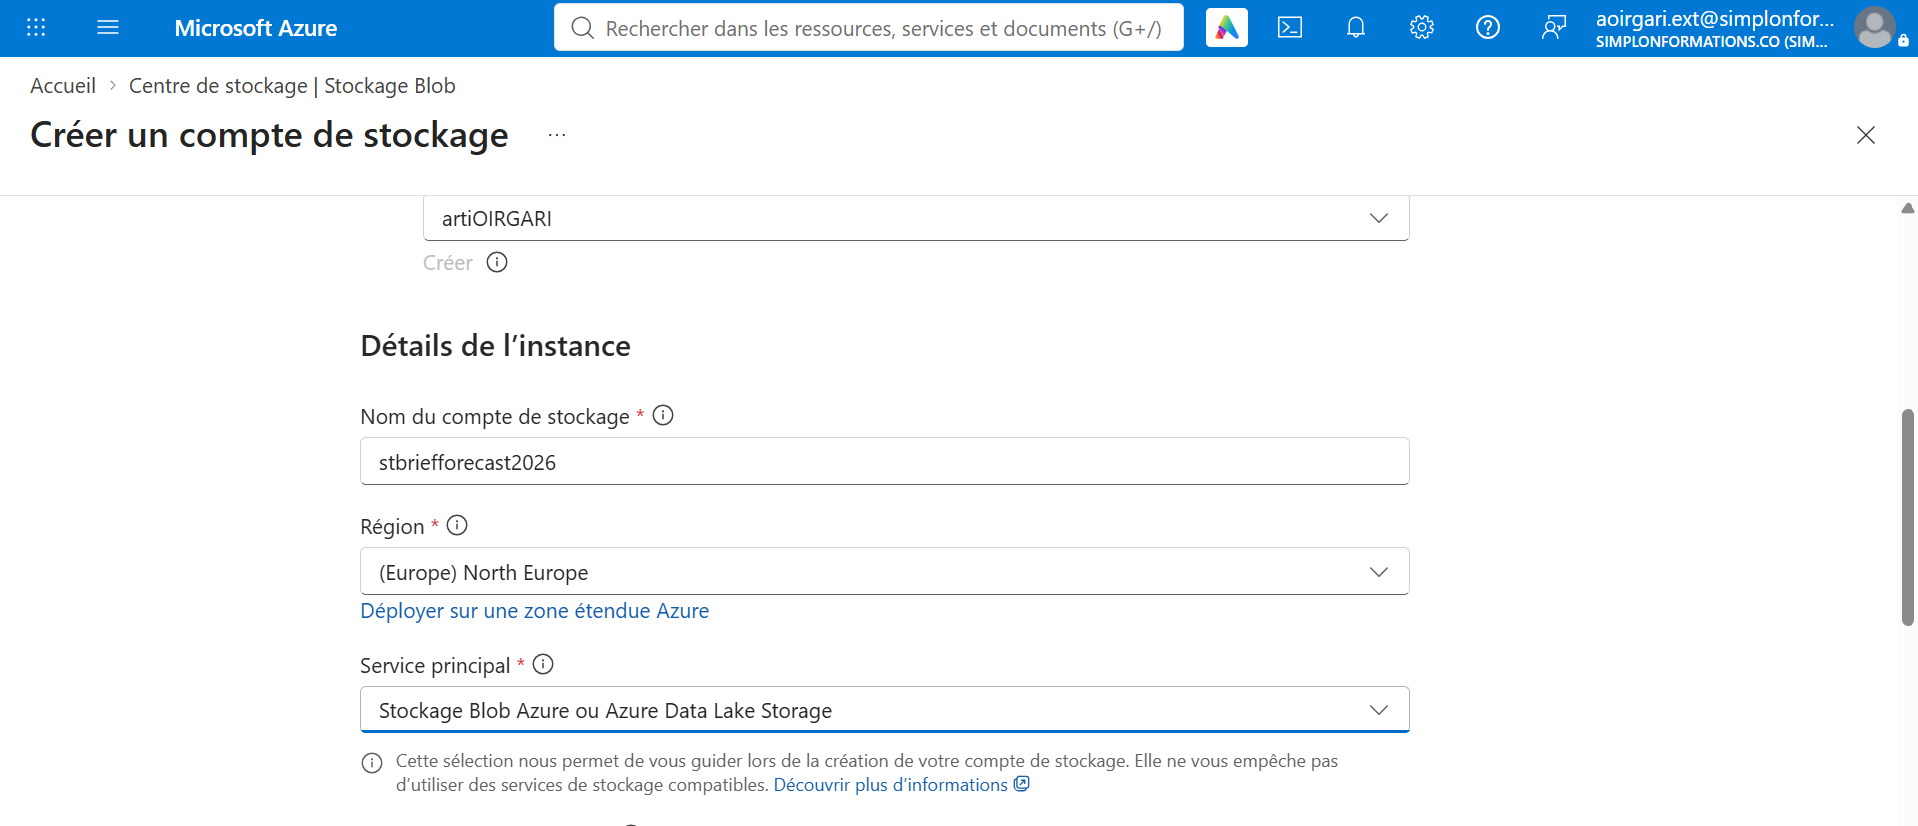 Microsoft Azure
Rechercher dans les ressources, services et documents (G+/)
aoirgari.ext@simplonfor...
SIMPLONFORMATIONS.CO (SIM...
Accueil > Centre de stockage | Stockage Blob
Créer un compte de stockage ...
artiOIRGARI
Créer
Détails de l’instance
Nom du compte de stockage *
stbriefforecast2026
Région *
(Europe) North Europe
Déployer sur une zone étendue Azure
Service principal *
Stockage Blob Azure ou Azure Data Lake Storage
Cette sélection nous permet de vous guider lors de la création de votre compte de stockage. Elle ne vous empêche pas
d’utiliser des services de stockage compatibles. Découvrir plus d’informations